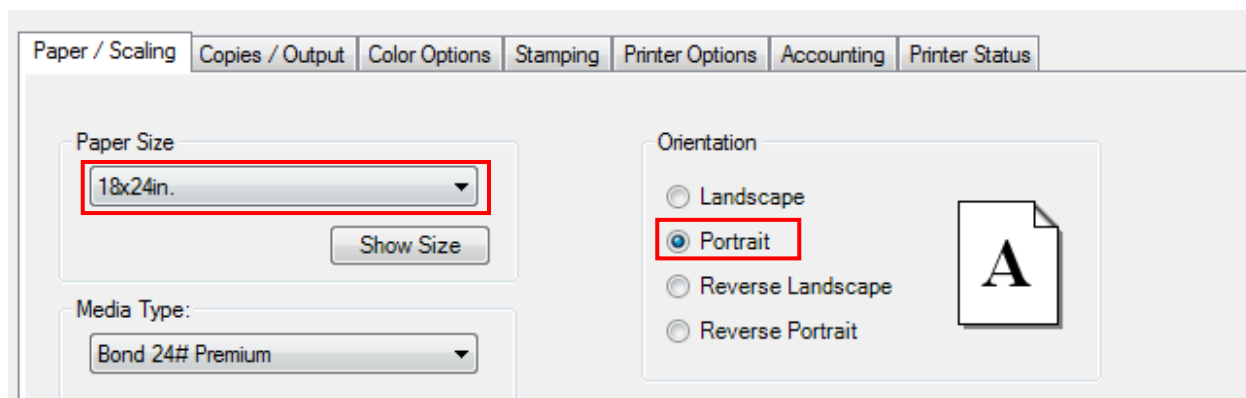 Paper / Scaling Copies / Output Color Options Stamping Printer Options Accounting Printer Status
Paper Size
18x24in.
Show Size
Media Type:
Bond 24# Premium
Orientation
Landscape
Portrait
Reverse Landscape
Reverse Portrait
A